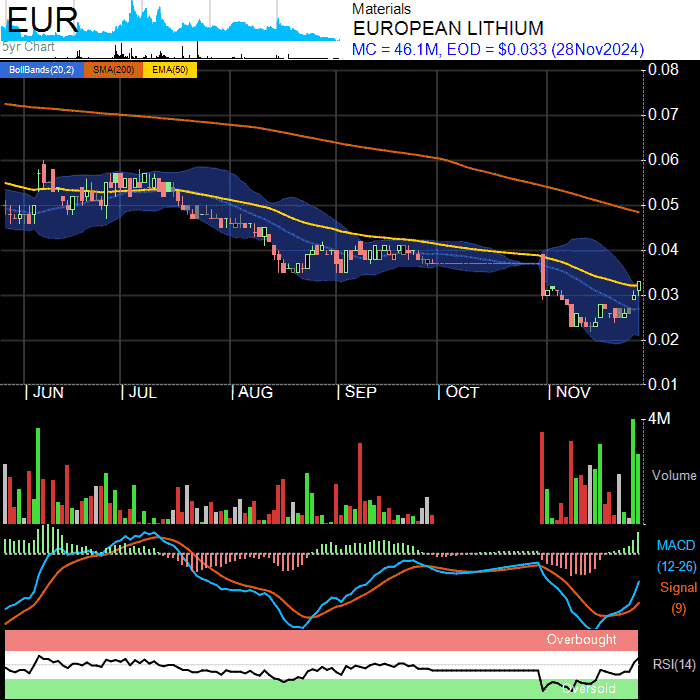 EUR
5yr Chart
Materials
EUROPEAN LITHIUM
MC = 46.1M, EOD = $0.033 (28Nov2024)
BollBands(20,2) SMA(200) EMA(50)
0.08
0.07
0.06
0.05
0.04
0.03
0.02
0.01
JUN JUL AUG SEP OCT NOV
4M
Volume
MACD
(12-26)
Signal
(9)
Overbought
RSI(14)
Oversold